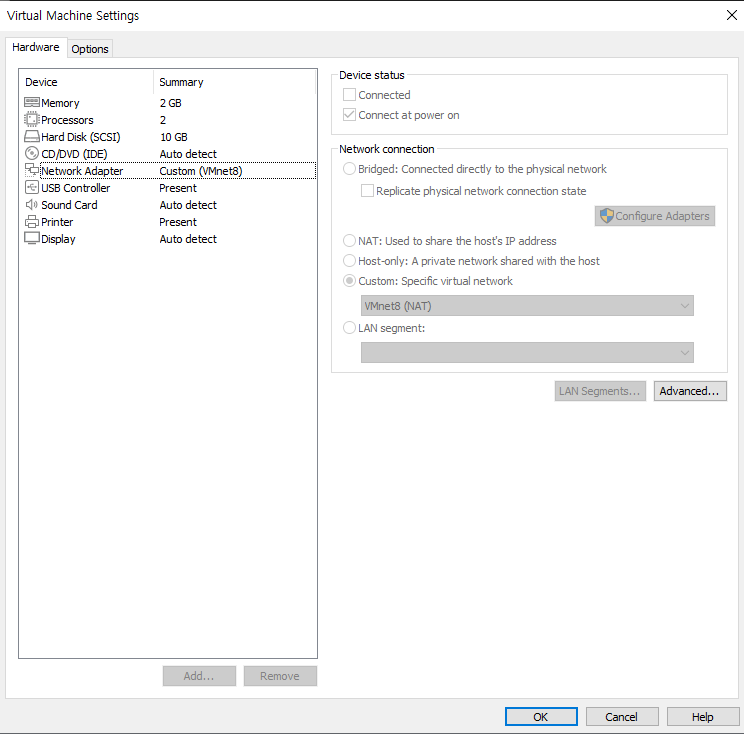 Virtual Machine Settings
Hardware
Options
Device Summary
Memory 2 GB
Processors 2
Hard Disk (SCSI) 10 GB
CD/DVD (IDE) Auto detect
Network Adapter Custom (VMnet8)
USB Controller Present
Sound Card Auto detect
Printer Present
Display Auto detect
Add...
Remove
Device status
Connected
Connect at power on
Network connection
Bridged: Connected directly to the physical network
Replicate physical network connection state
Configure Adapters
NAT: Used to share the host's IP address
Host-only: A private network shared with the host
Custom: Specific virtual network
VMnet8 (NAT)
LAN segment:
LAN Segments...
Advanced...
OK
Cancel
Help